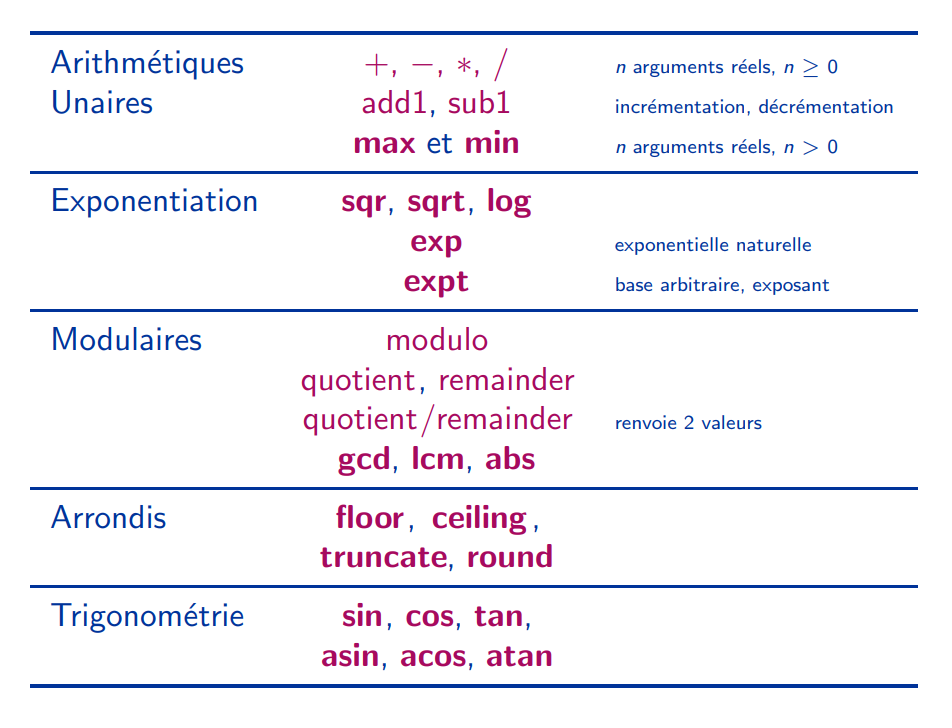 Arithmétiques +, −, ∗, / n arguments réels, n ≥ 0
Unaires add1, sub1 incrémentation, décrémentation
max et min n arguments réels, n > 0
Exponentiation sqr, sqrt, log
exp exponentielle naturelle
expt base arbitraire, exposant
Modulaires modulo
quotient, remainder
quotient/remainder renvoie 2 valeurs
gcd, lcm, abs
Arrondis floor, ceiling,
truncate, round
Trigonométrie sin, cos, tan,
asin, acos, atan